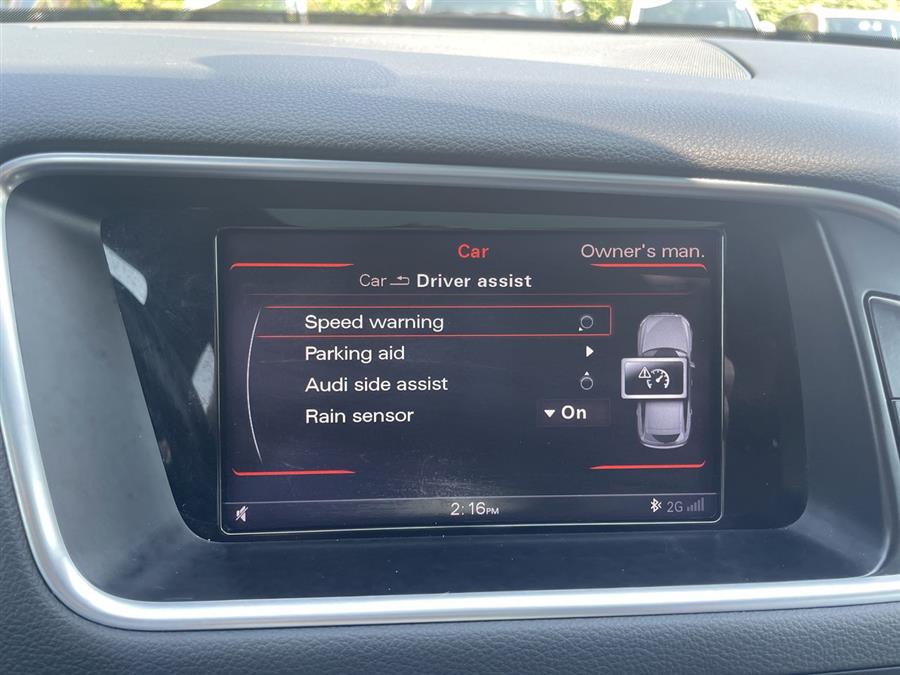 Car
Owner's man.
Car Driver assist
Speed warning
Parking aid
Audi side assist
Rain sensor On
2:16PM
2G